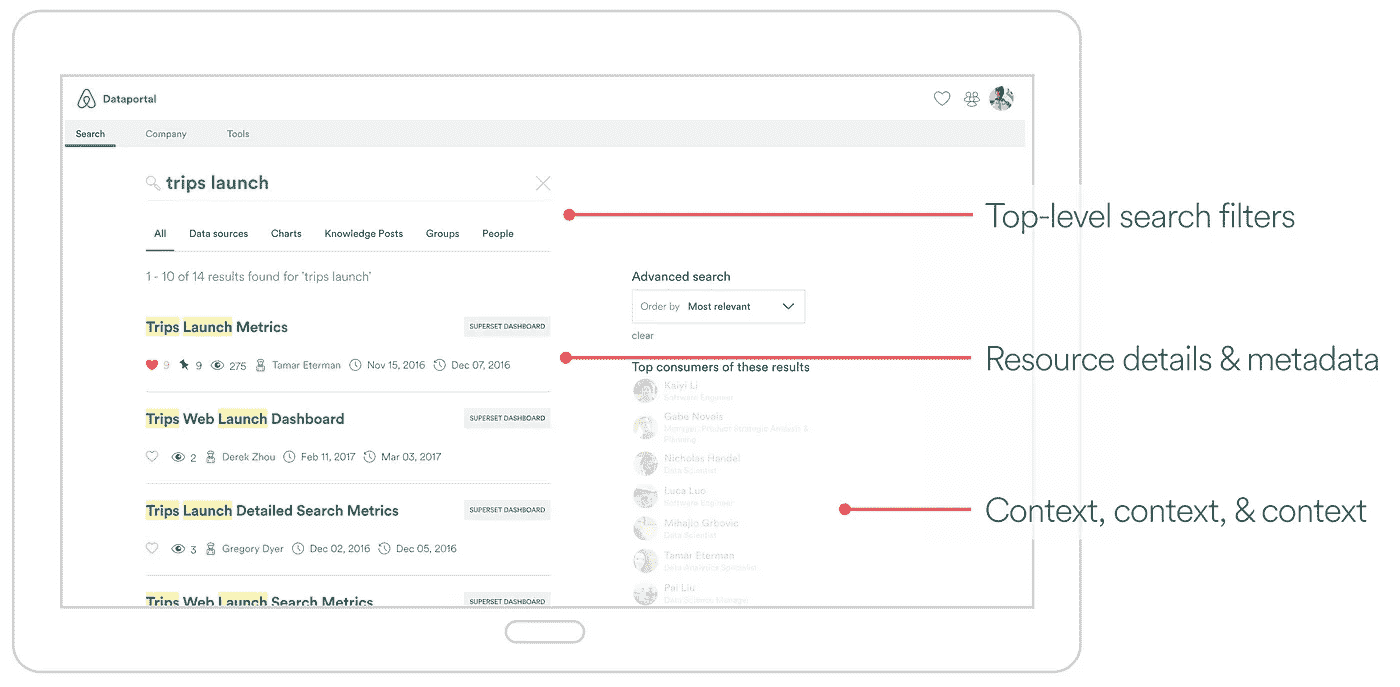 Dataportal
Search Company Tools
trips launch
Top-level search filters
All Data sources Charts Knowledge Posts Groups People
1 - 10 of 14 results found for 'trips launch'
Advanced search
Order by Most relevant
clear
Trips Launch Metrics SUPERSET DASHBOARD
9 9 275 Tamar Eterman Nov 15, 2016 Dec 07, 2016
Resource details & metadata
Top consumers of these results
Kaiyi Li
Software Engineer
Gabe Novais
Manager, Product Strategic Analysis &
Planning
Trips Web Launch Dashboard SUPERSET DASHBOARD
2 Derek Zhou Feb 11, 2017 Mar 03, 2017
Nicholas Handel
Data Scientist
Luca Luo
Software Engineer
Trips Launch Detailed Search Metrics SUPERSET DASHBOARD
Context, context, & context
3 Gregory Dyer Dec 02, 2016 Dec 05, 2016
Mihajlo Grbovic
Data Scientist
Tamar Eterman
Data Analytics Specialist
Pai Liu
Data Science Manager
Trips Web Launch Search Metrics SUPERSET DASHBOARD